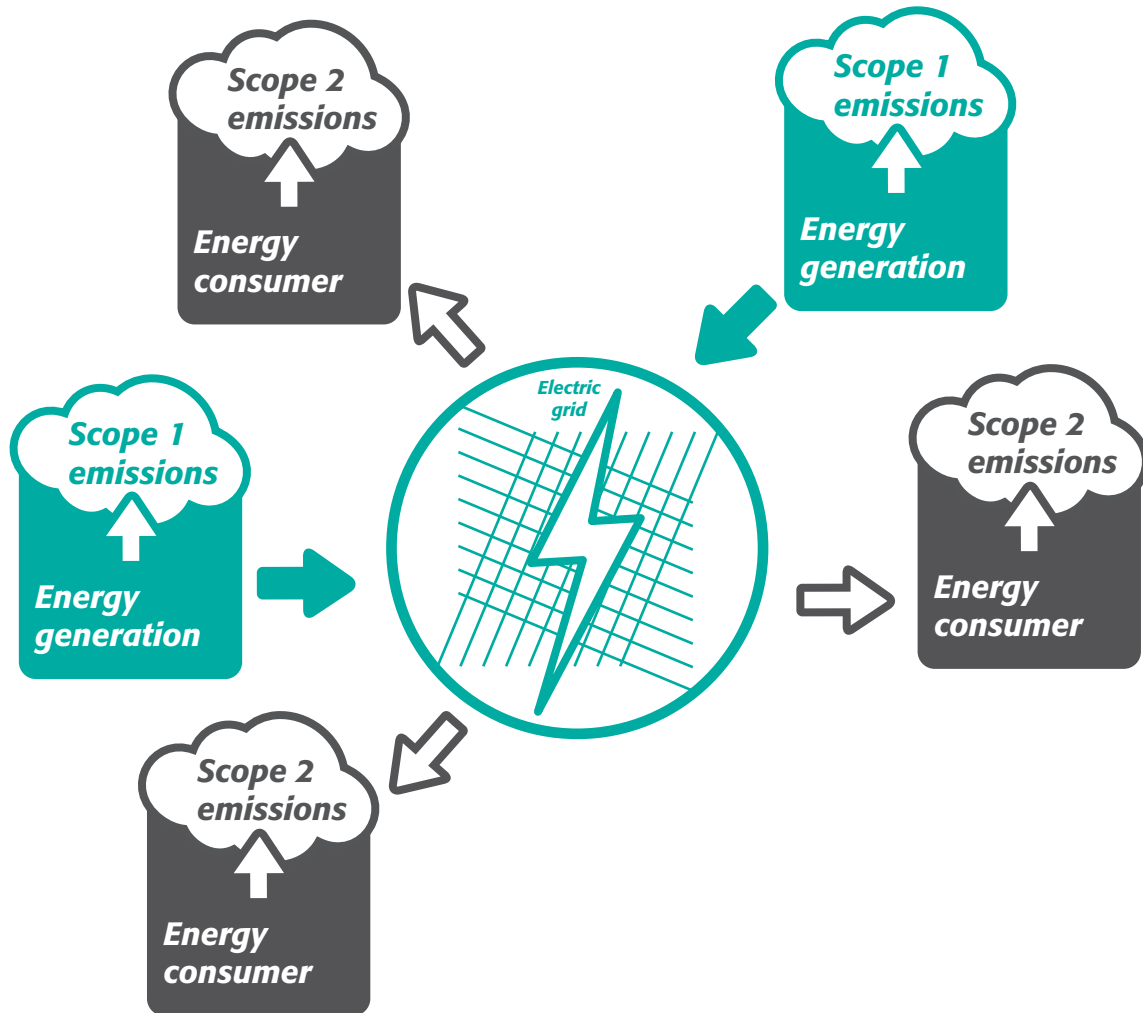 Scope 2
emissions
Energy
consumer
Scope 1
emissions
Energy
generation
Electric
grid
Scope 1
emissions
Energy
generation
Scope 2
emissions
Energy
consumer
Scope 2
emissions
Energy
consumer